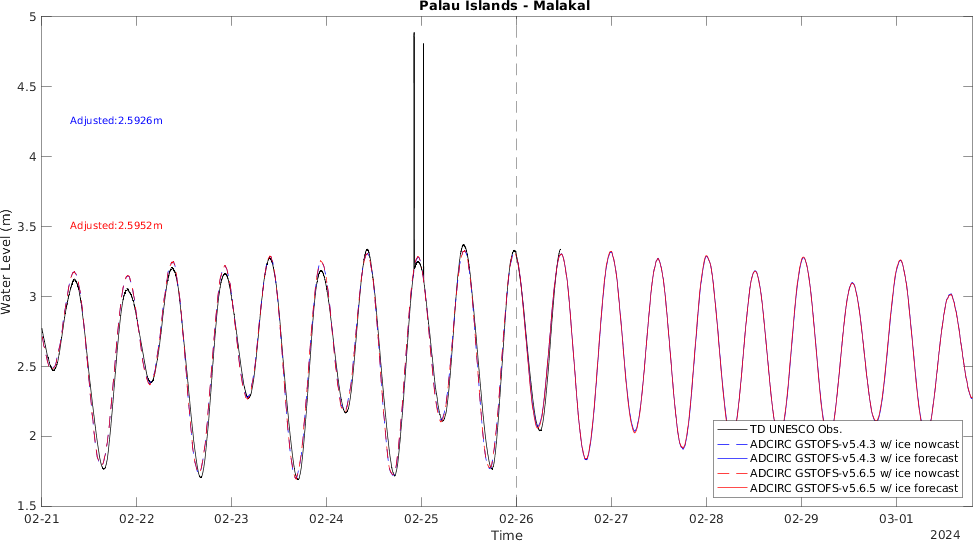 Palau Islands - Malakal
5
4.5
4
3.5
3
2.5
2
1.5
Water Level (m)
Adjusted:2.5926m
Adjusted:2.5952m
TD UNESCO Obs.
ADCIRC GSTOFS-v5.4.3 w/ ice nowcast
ADCIRC GSTOFS-v5.4.3 w/ ice forecast
ADCIRC GSTOFS-v5.6.5 w/ ice nowcast
ADCIRC GSTOFS-v5.6.5 w/ ice forecast
02-21 02-22 02-23 02-24 02-25 02-26 02-27 02-28 02-29 03-01
Time
2024